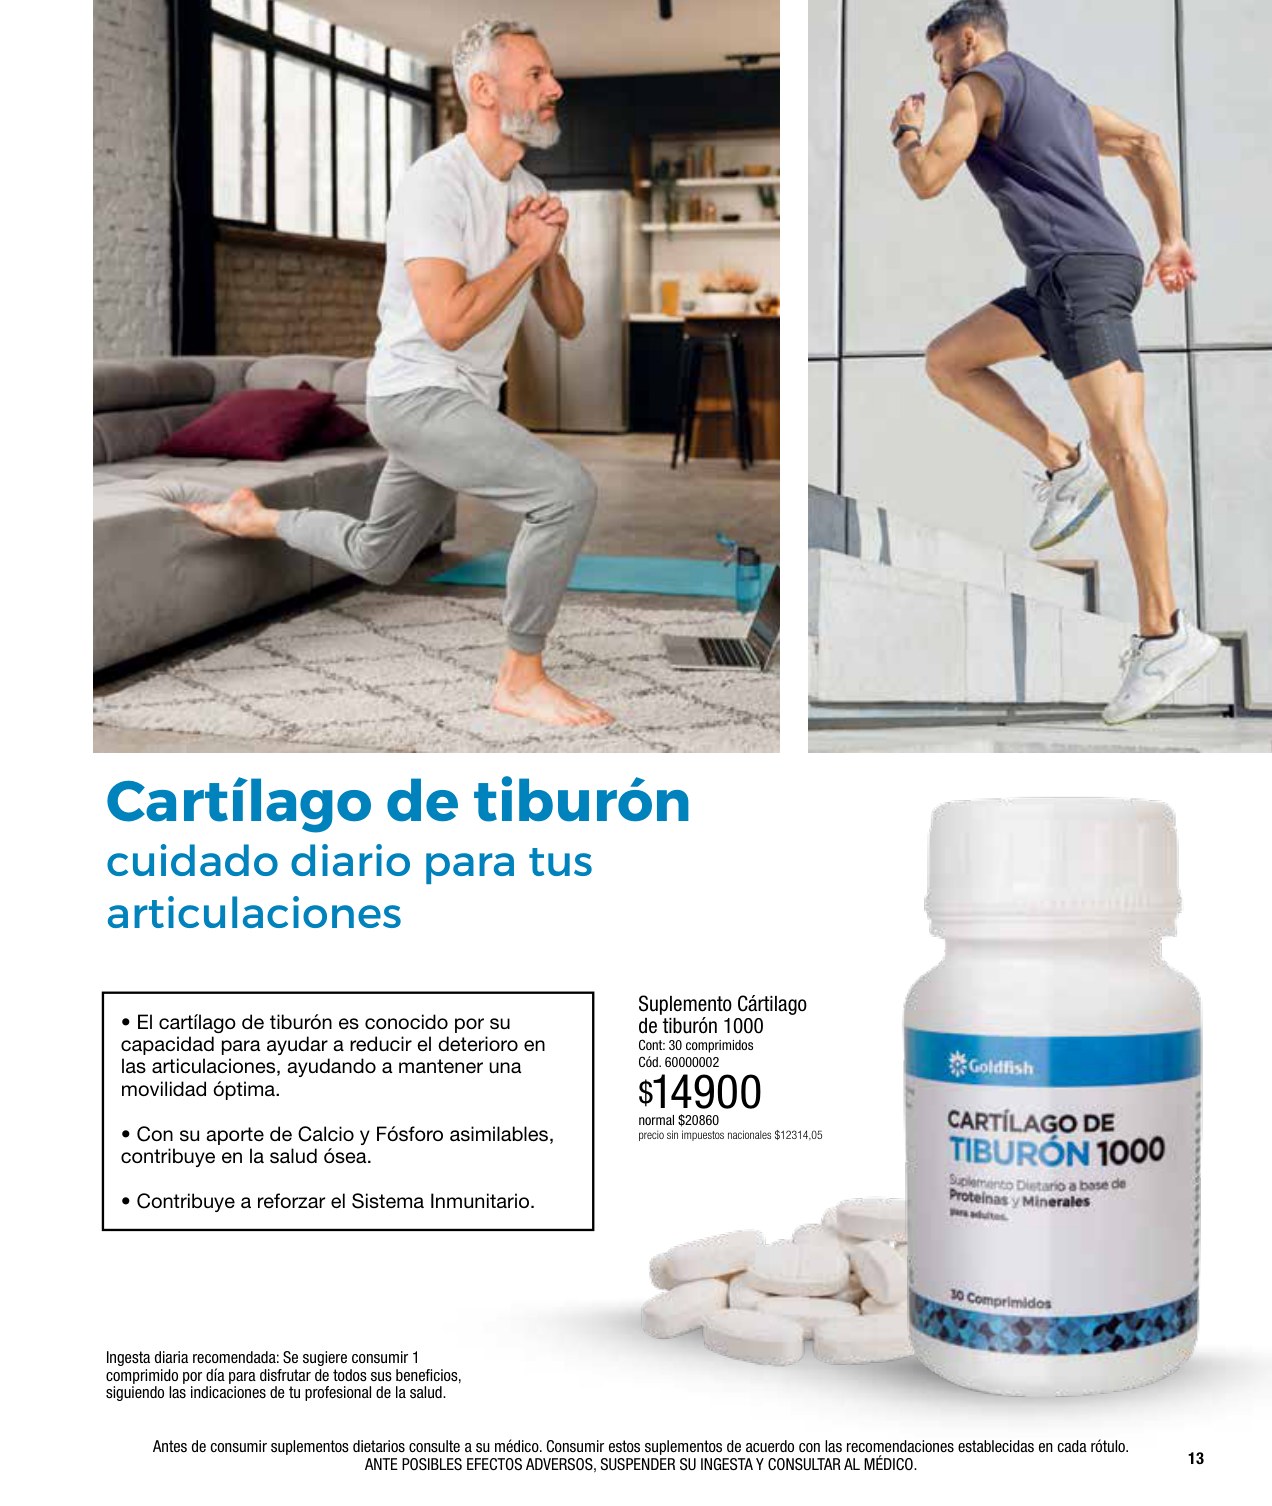 Cartílago de tiburón
cuidado diario para tus
articulaciones
• El cartílago de tiburón es conocido por su
capacidad para ayudar a reducir el deterioro en
las articulaciones, ayudando a mantener una
movilidad óptima.
• Con su aporte de Calcio y Fósforo asimilables,
contribuye en la salud ósea.
• Contribuye a reforzar el Sistema Inmunitario.
Suplemento Cártilago
de tiburón 1000
Cont: 30 comprimidos
Cód. 60000002
$14900
normal $20860
precio sin impuestos nacionales $12314,05
Goldfish
CARTÍLAGO DE
TIBURÓN 1000
Suplemento Dietario a base de
Proteínas y Minerales
para adultos.
30 Comprimidos
Ingesta diaria recomendada: Se sugiere consumir 1
comprimido por día para disfrutar de todos sus beneficios,
siguiendo las indicaciones de tu profesional de la salud.
Antes de consumir suplementos dietarios consulte a su médico. Consumir estos suplementos de acuerdo con las recomendaciones establecidas en cada rótulo.
ANTE POSIBLES EFECTOS ADVERSOS, SUSPENDER SU INGESTA Y CONSULTAR AL MÉDICO.
13